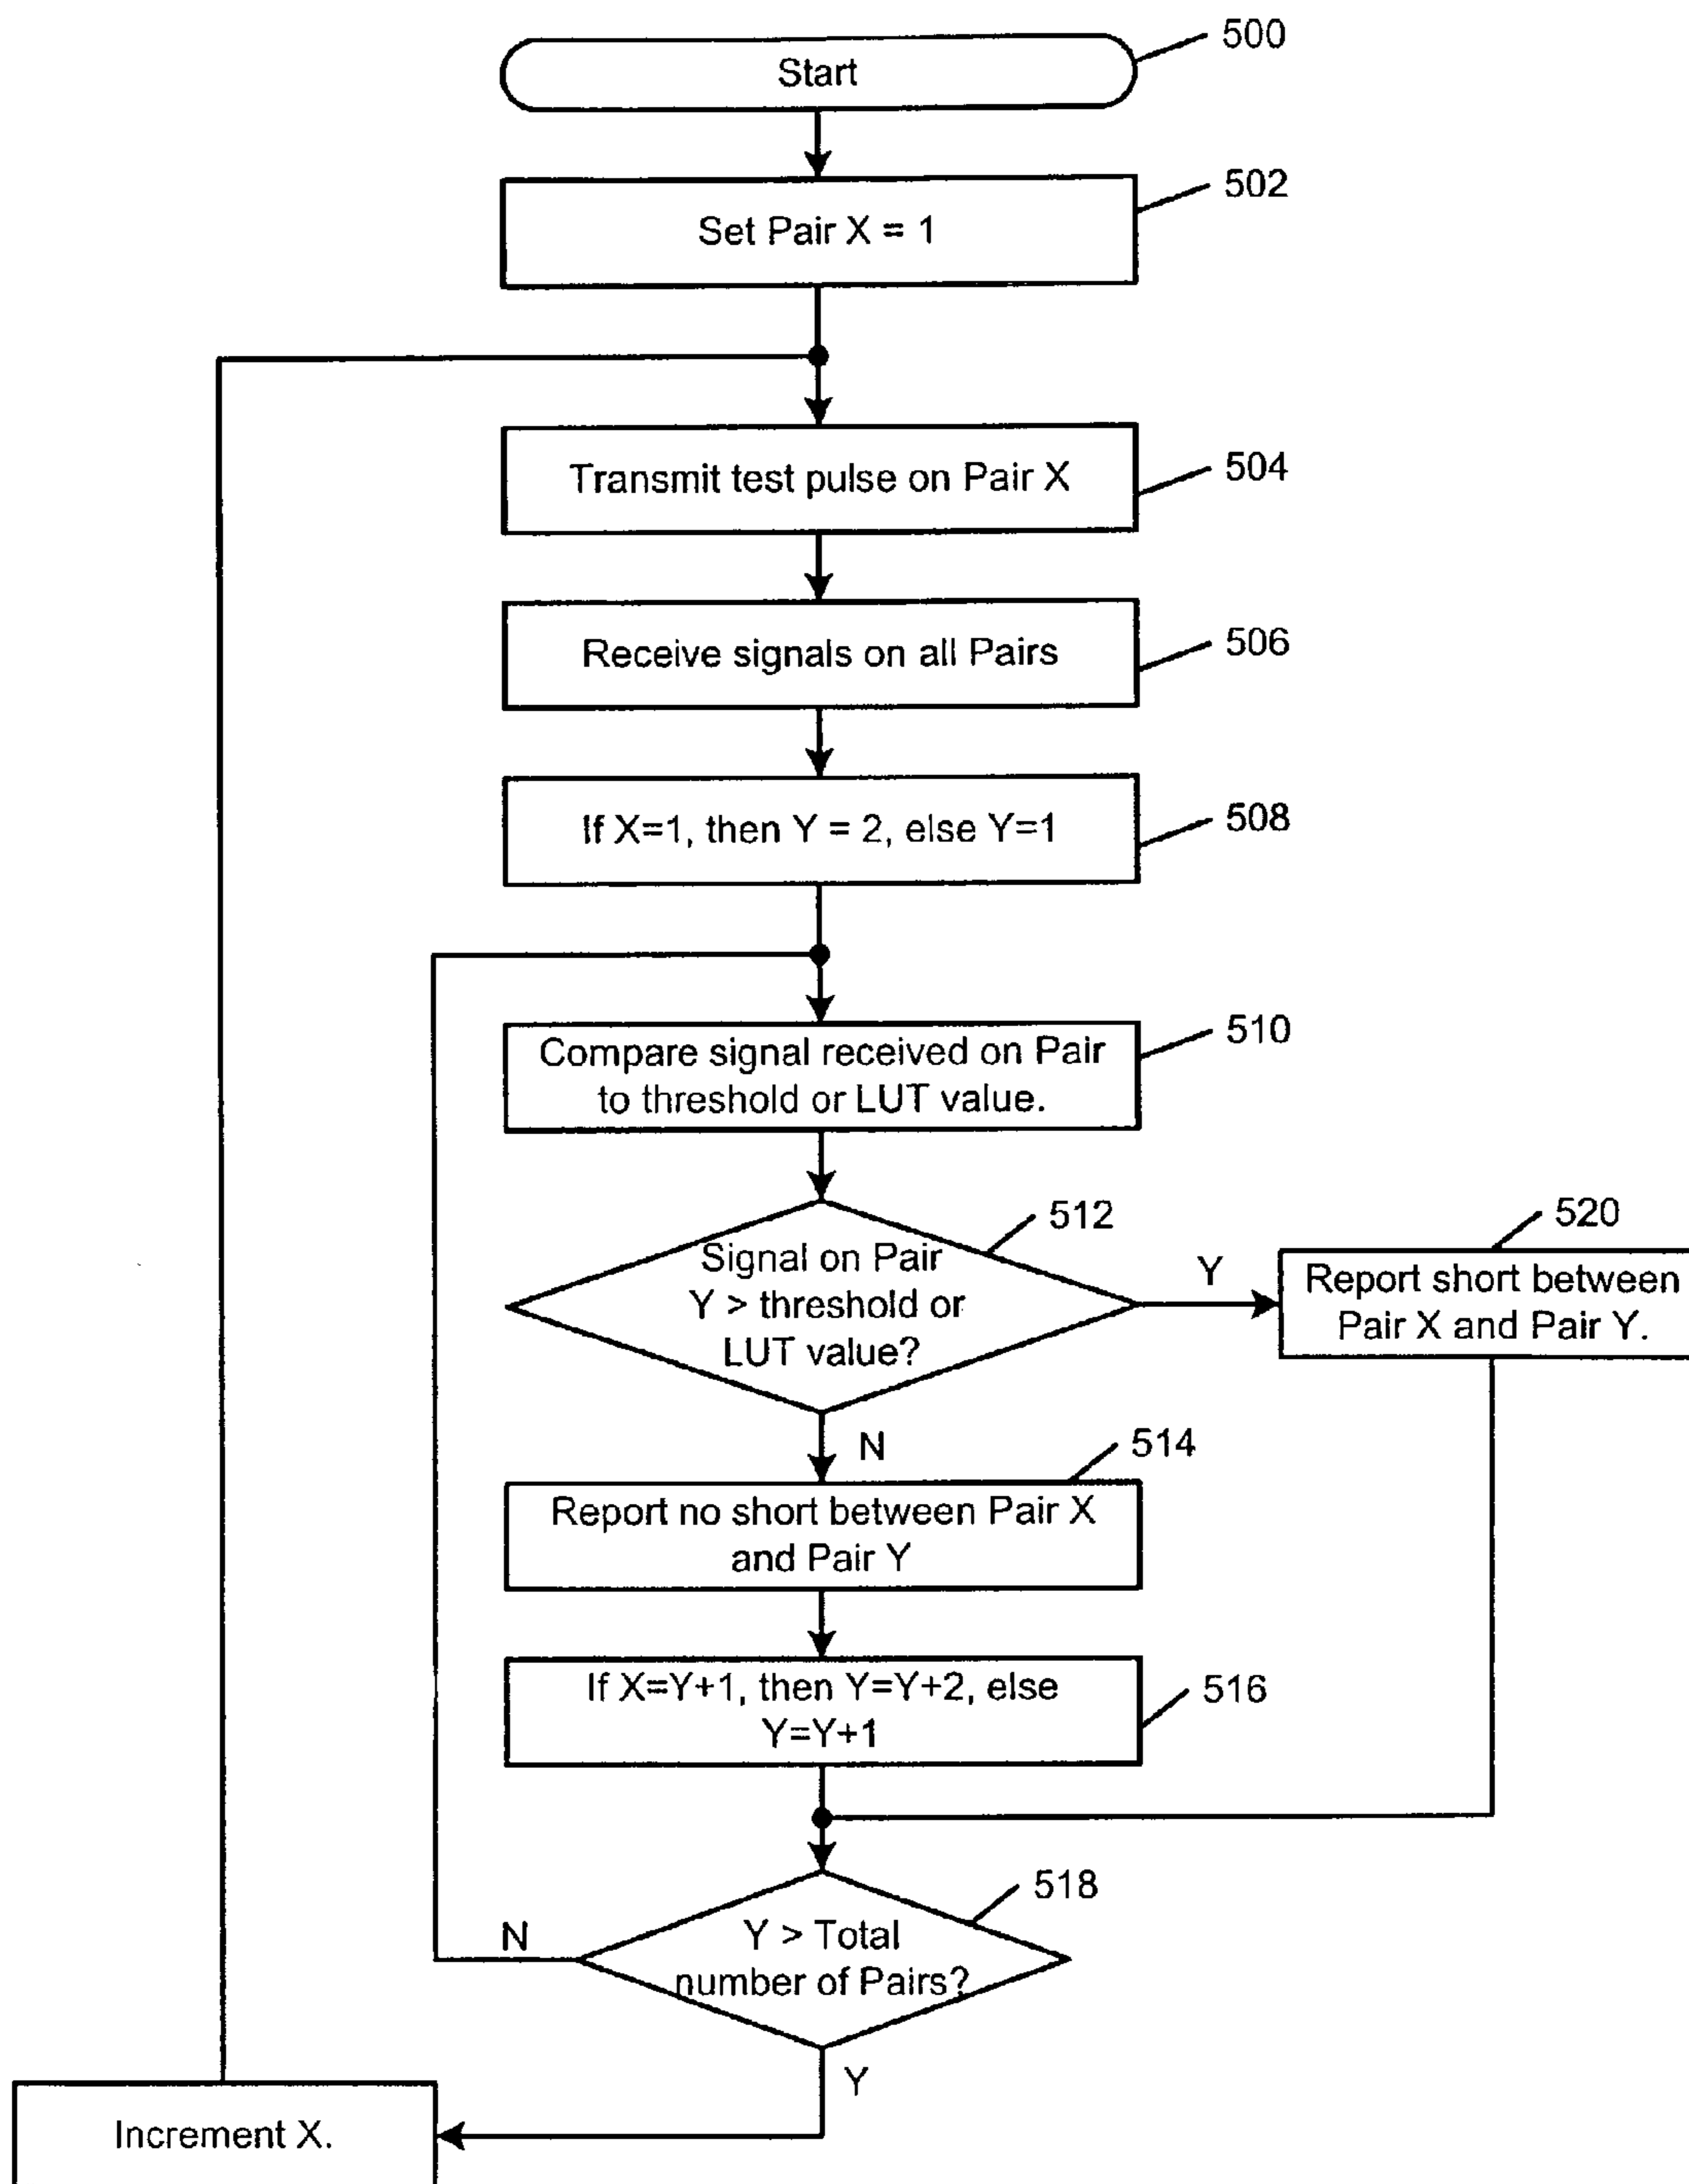 Start
500
Set Pair X = 1
502
Transmit test pulse on Pair X
504
Receive signals on all Pairs
506
If X=1, then Y = 2, else Y=1
508
Compare signal received on Pair
to threshold or LUT value.
510
Signal on Pair
Y > threshold or
LUT value?
512
Y
520
Report short between
Pair X and Pair Y.
N
514
Report no short between Pair X
and Pair Y
If X=Y+1, then Y=Y+2, else
Y=Y+1
516
518
Y > Total
number of Pairs?
N
Y
Increment X.